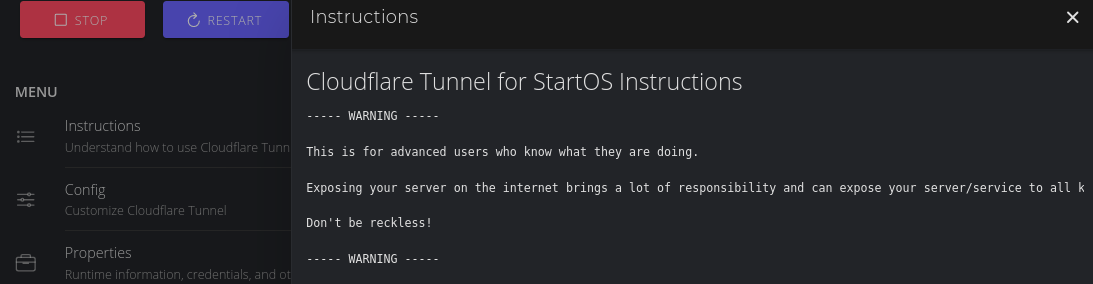 STOP
RESTART
MENU
Instructions
Understand how to use Cloudflare Tunn
Config
Customize Cloudflare Tunnel
Properties
Runtime information, credentials, and ot
Instructions
Cloudflare Tunnel for StartOS Instructions
----- WARNING -----
This is for advanced users who know what they are doing.
Exposing your server on the internet brings a lot of responsibility and can expose your server/service to all k
Don't be reckless!
----- WARNING -----